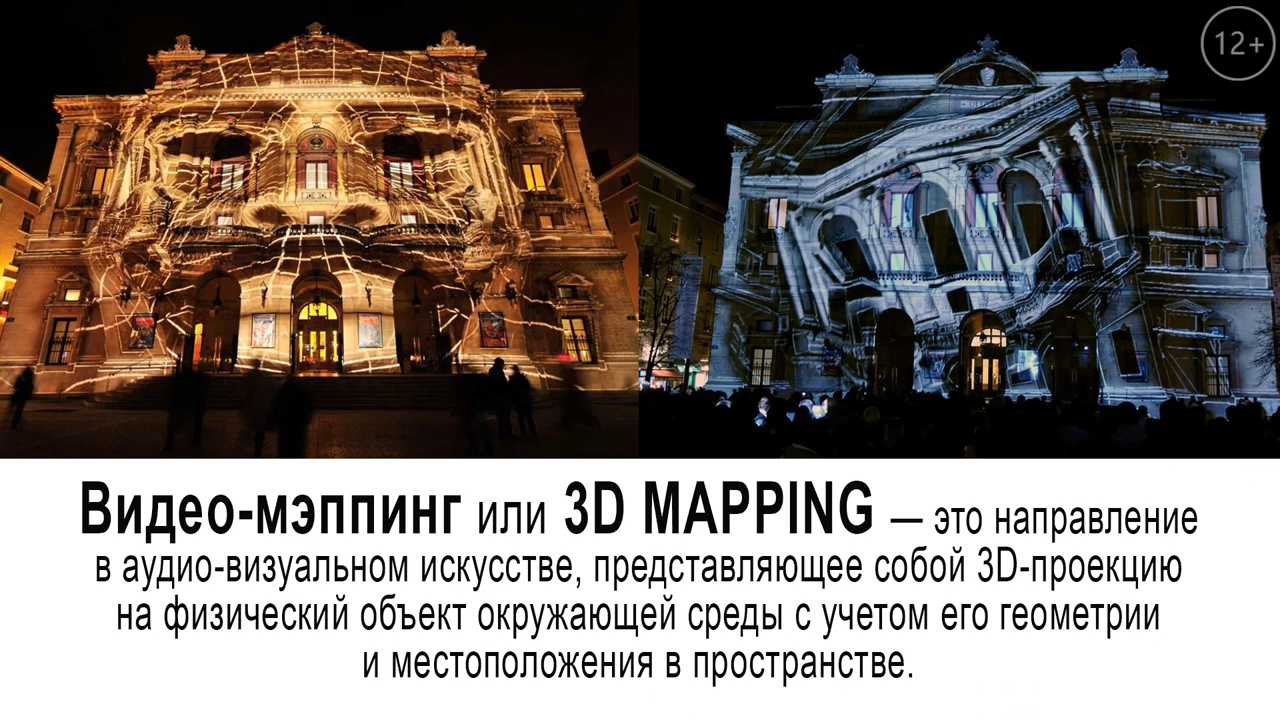 12+
Видео-мэппинг или 3D MAPPING — это направление
в аудио-визуальном искусстве, представляющее собой 3D-проекцию
на физический объект окружающей среды с учетом его геометрии
и местоположения в пространстве.